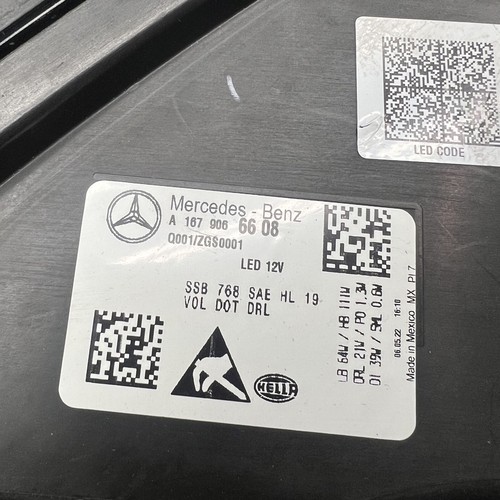 LED CODE
Mercedes - Benz
A 167 906 6608
Q001/ZGS0001
LED 12V
SSB 768 SAE HL 19
VOL DOT DRL
HELLA
LB 64W / HB 111W
DRL 21W / PO 1.3W
DI 39W / SML 0.6W
06.05.22 16:10
Made in Mexico MX PL7